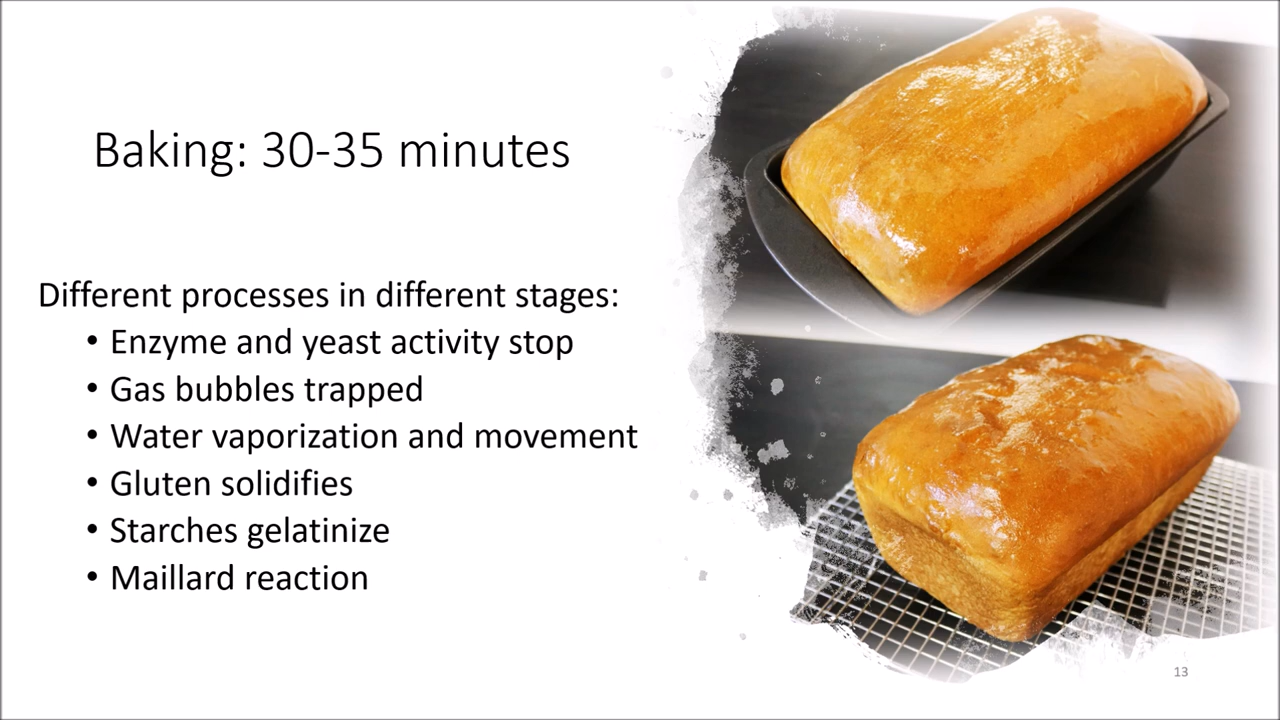 Baking: 30-35 minutes
Different processes in different stages:
• Enzyme and yeast activity stop
• Gas bubbles trapped
• Water vaporization and movement
• Gluten solidifies
• Starches gelatinize
• Maillard reaction
13